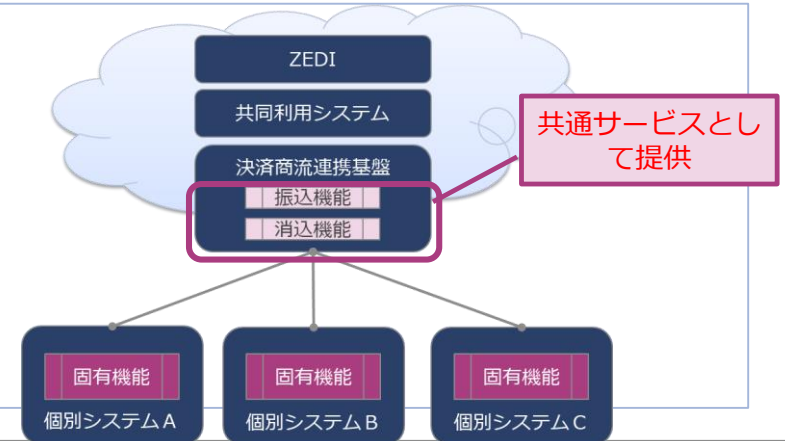 ZEDI
共同利用システム
共通サービスとし
て提供
決済商流連携基盤
振込機能
消込機能
固有機能
個別システムA
固有機能
個別システムB
固有機能
個別システムC